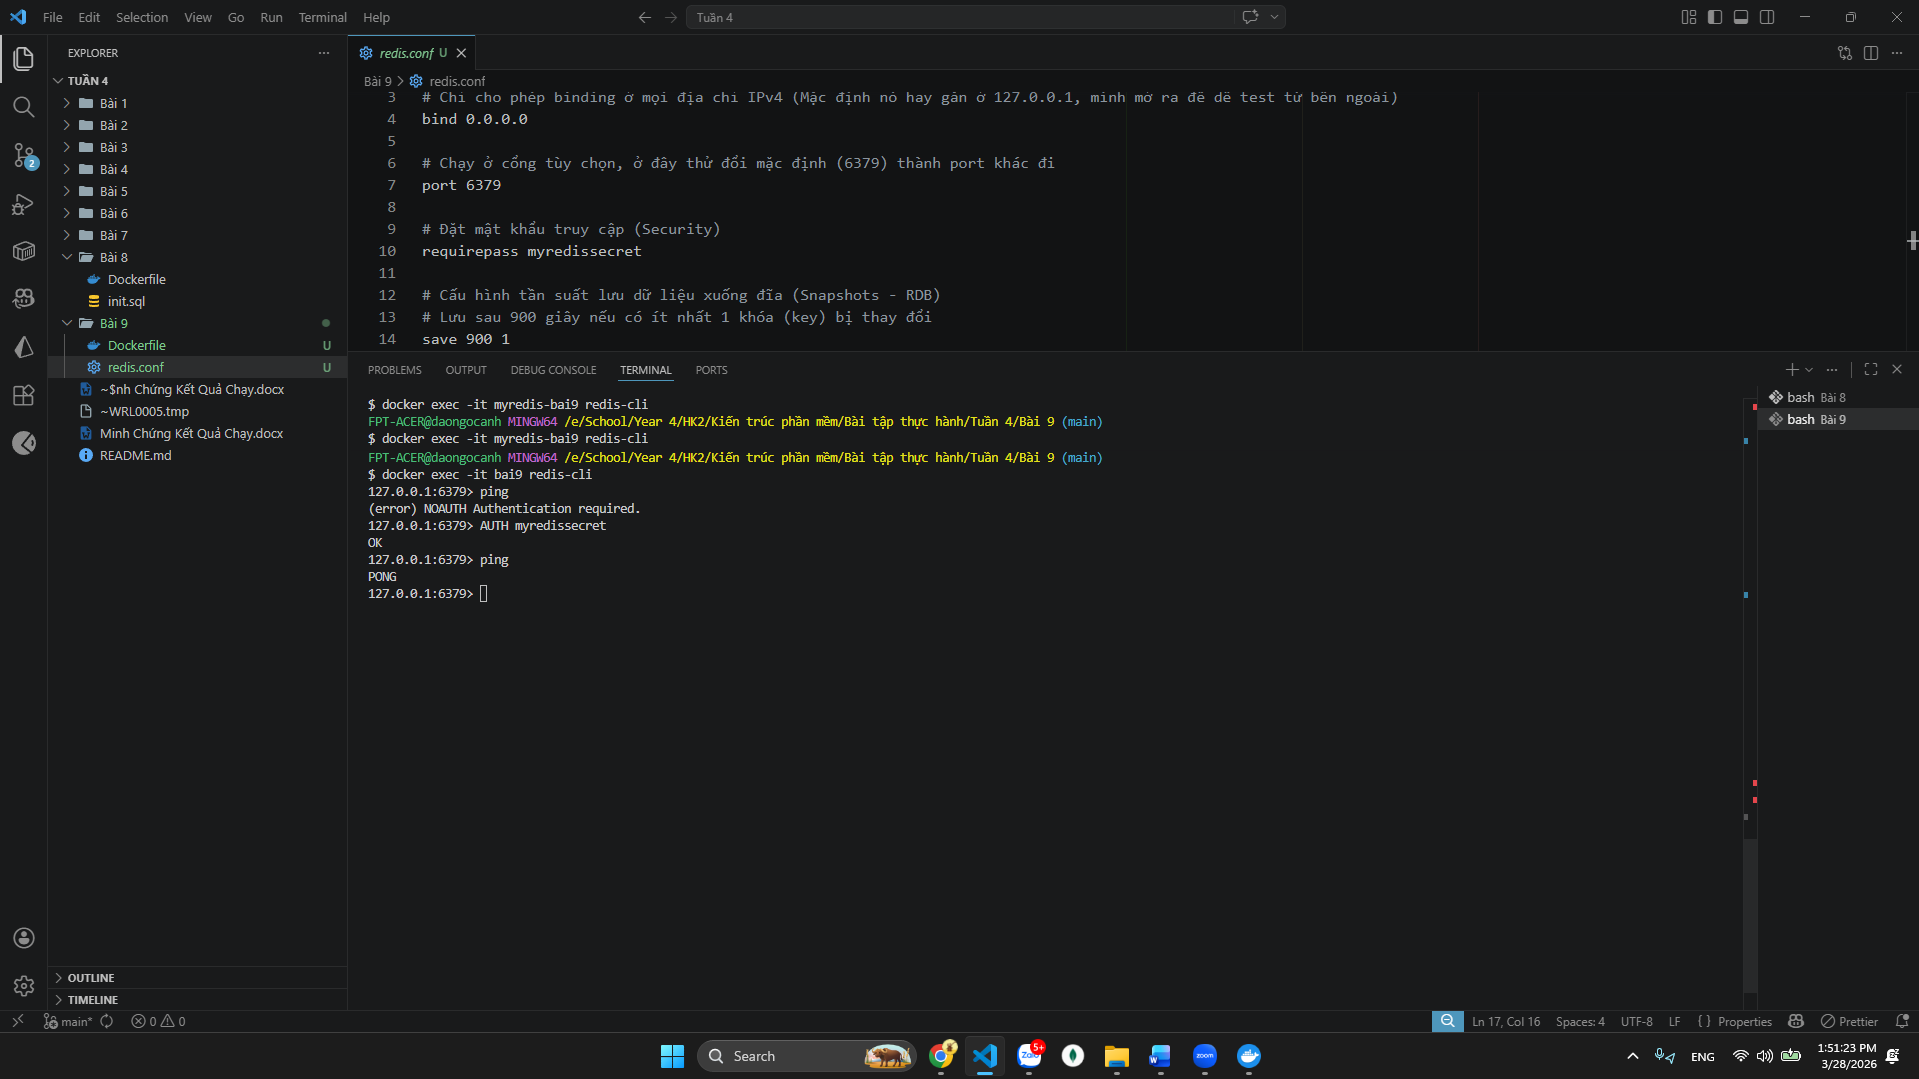 File Edit Selection View Go Run Terminal Help
Tuần 4
EXPLORER
TUẦN 4
Bài 1
Bài 2
Bài 3
Bài 4
Bài 5
Bài 6
Bài 7
Bài 8
Dockerfile
init.sql
Bài 9
Dockerfile U
redis.conf U
~$nh Chứng Kết Quả Chạy.docx
~WRL0005.tmp
Minh Chứng Kết Quả Chạy.docx
README.md
OUTLINE
TIMELINE
redis.conf U
Bài 9 > redis.conf
3 # Chỉ cho phép binding ở mọi địa chỉ IPv4 (Mặc định nó hay gán ở 127.0.0.1, mình mở ra để dễ test từ bên ngoài)
4 bind 0.0.0.0
5
6 # Chạy ở cổng tùy chọn, ở đây thử đổi mặc định (6379) thành port khác đi
7 port 6379
8
9 # Đặt mật khẩu truy cập (Security)
10 requirepass myredissecret
11
12 # Cấu hình tần suất lưu dữ liệu xuống đĩa (Snapshots - RDB)
13 # Lưu sau 900 giây nếu có ít nhất 1 khóa (key) bị thay đổi
14 save 900 1
PROBLEMS OUTPUT DEBUG CONSOLE TERMINAL PORTS
$ docker exec -it myredis-bai9 redis-cli
FPT-ACER@daongocanh MINGW64 /e/School/Year 4/HK2/Kiến trúc phần mềm/Bài tập thực hành/Tuần 4/Bài 9 (main)
$ docker exec -it myredis-bai9 redis-cli
FPT-ACER@daongocanh MINGW64 /e/School/Year 4/HK2/Kiến trúc phần mềm/Bài tập thực hành/Tuần 4/Bài 9 (main)
$ docker exec -it bai9 redis-cli
127.0.0.1:6379> ping
(error) NOAUTH Authentication required.
127.0.0.1:6379> AUTH myredissecret
OK
127.0.0.1:6379> ping
PONG
127.0.0.1:6379>
bash Bài 8
bash Bài 9
2
main* 0 0
Ln 17, Col 16 Spaces: 4 UTF-8 LF { } Properties Prettier
Search
Zalo
5+
zoom
ENG
1:51:23 PM
3/28/2026